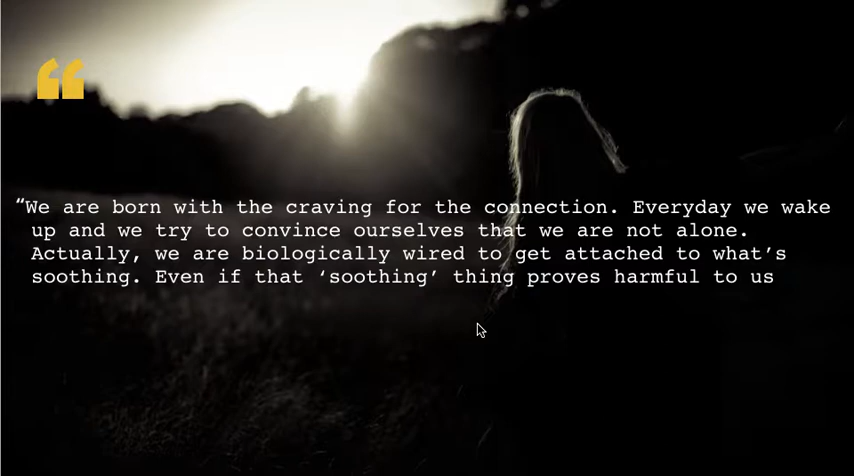 “We are born with the craving for the connection. Everyday we wake
up and we try to convince ourselves that we are not alone.
Actually, we are biologically wired to get attached to what’s
soothing. Even if that ‘soothing’ thing proves harmful to us